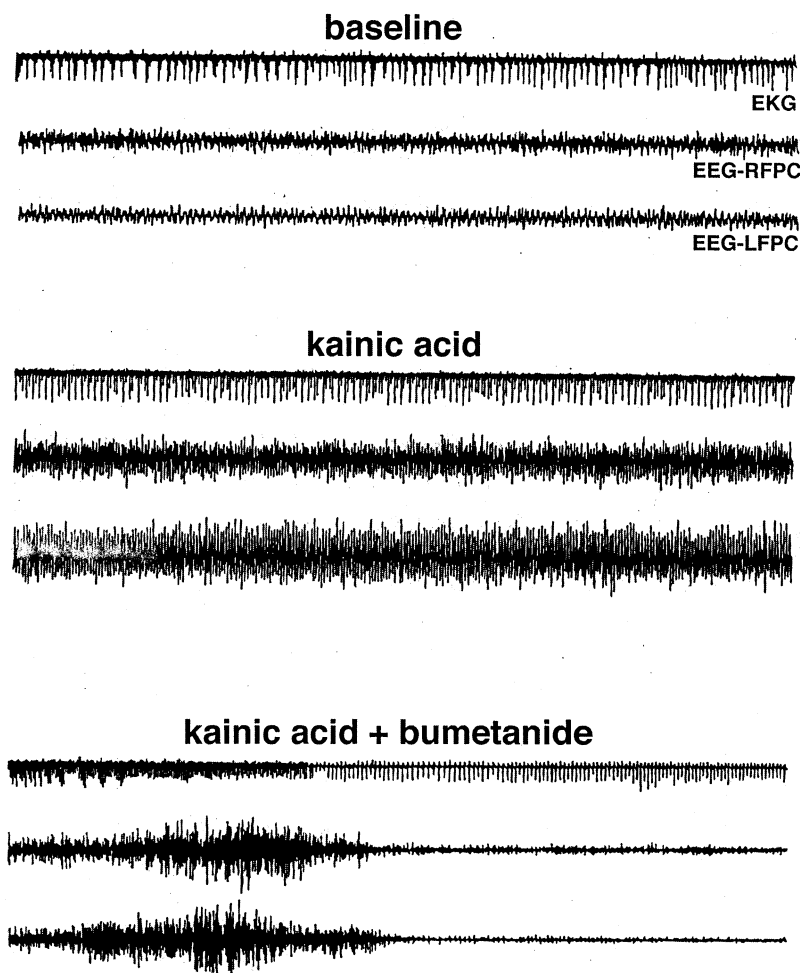 baseline
EKG
EEG-RFPC
EEG-LFPC
kainic acid
kainic acid + bumetanide